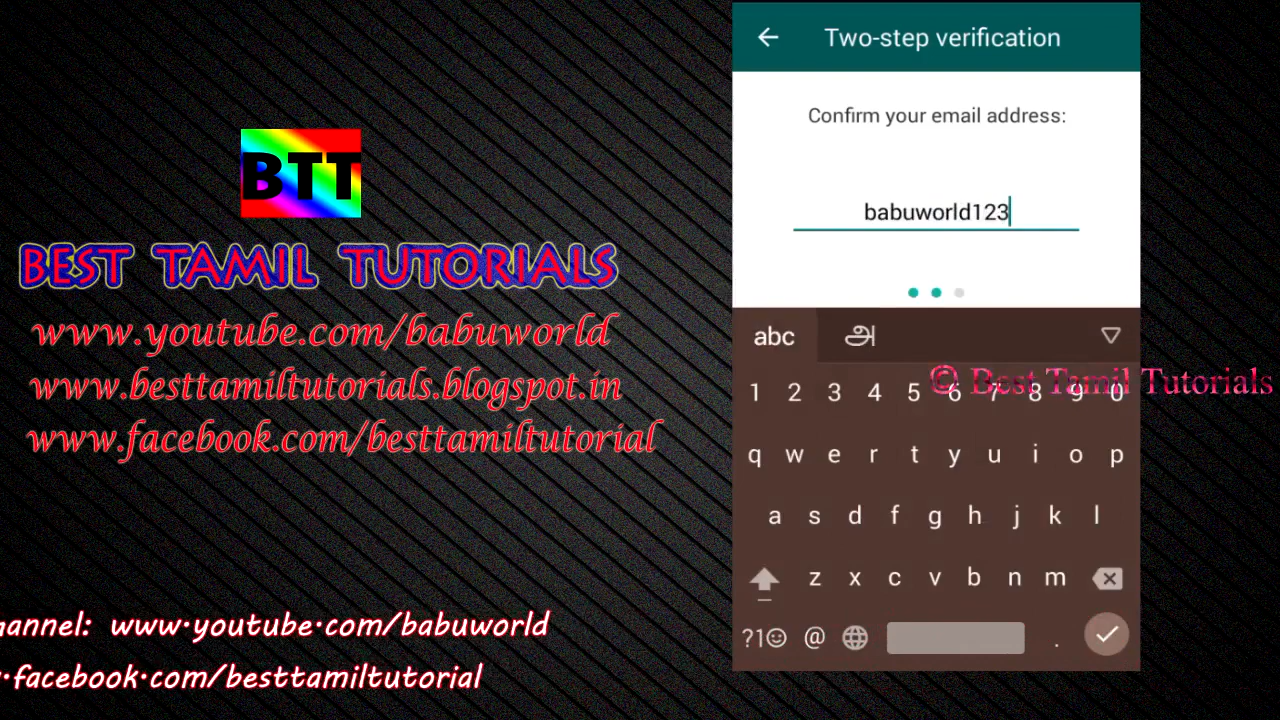 BTT
BEST TAMIL TUTORIALS
www.youtube.com/babuworld
www.besttamiltutorials.blogspot.in
www.facebook.com/besttamiltutorial
annel: www.youtube.com/babuworld
.facebook.com/besttamiltutorial
Two-step verification
Confirm your email address:
babuworld123
abc அ
© Best Tamil Tutorials
1 2 3 4 5 6 7 8 9 0
q w e r t y u i o p
a s d f g h j k l
z x c v b n m
?1☺ @ .